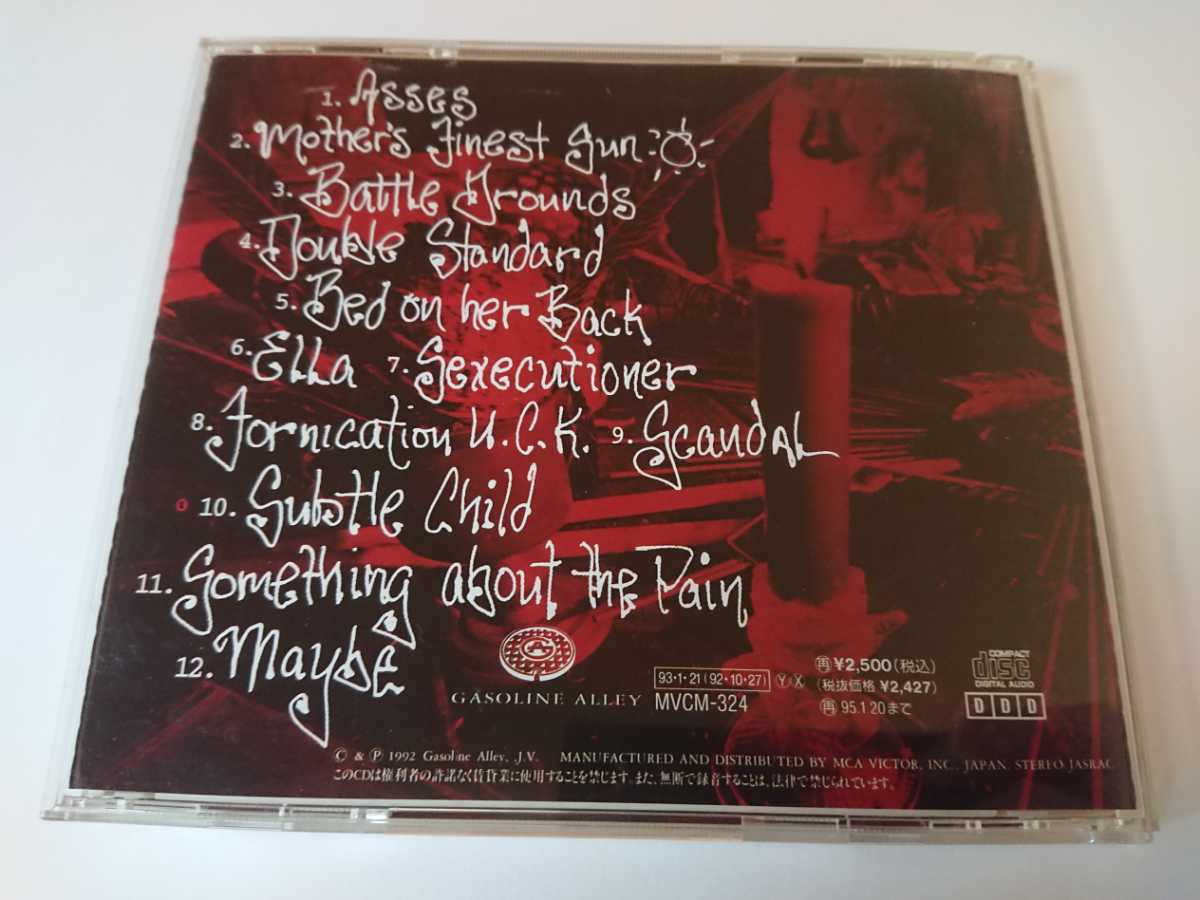 1. Asses
2. Mother's Finest Gun
3. Battle Grounds
4. Double Standard
5. Bed on her Back
6. Ella 7. Sexecutioner
8. Fornication U.C.K. 9. Scandal
10. Subtle Child
11. Something about the Pain
12. Maybe
GA
GASOLINE ALLEY
93·1·21(92·10·27) Y·X
MVCM-324
再¥2,500(税込)
(税抜価格 ¥2,427)
再95.1.20まで
COMPACT disc DIGITAL AUDIO
DDD
© & ℗ 1992 Gasoline Alley, J.V. MANUFACTURED AND DISTRIBUTED BY MCA VICTOR, INC., JAPAN. STEREO JASRAC
このCDは権利者の許諾なく賃貸業に使用することを禁じます。また、無断で録音することは、法律で禁じられています。